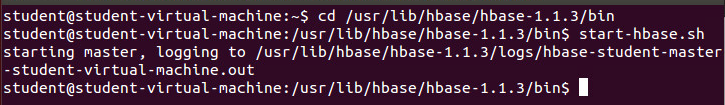 student@student-virtual-machine:~$ cd /usr/lib/hbase/hbase-1.1.3/bin
student@student-virtual-machine:/usr/lib/hbase/hbase-1.1.3/bin$ start-hbase.sh
starting master, logging to /usr/lib/hbase/hbase-1.1.3/logs/hbase-student-master
-student-virtual-machine.out
student@student-virtual-machine:/usr/lib/hbase/hbase-1.1.3/bin$